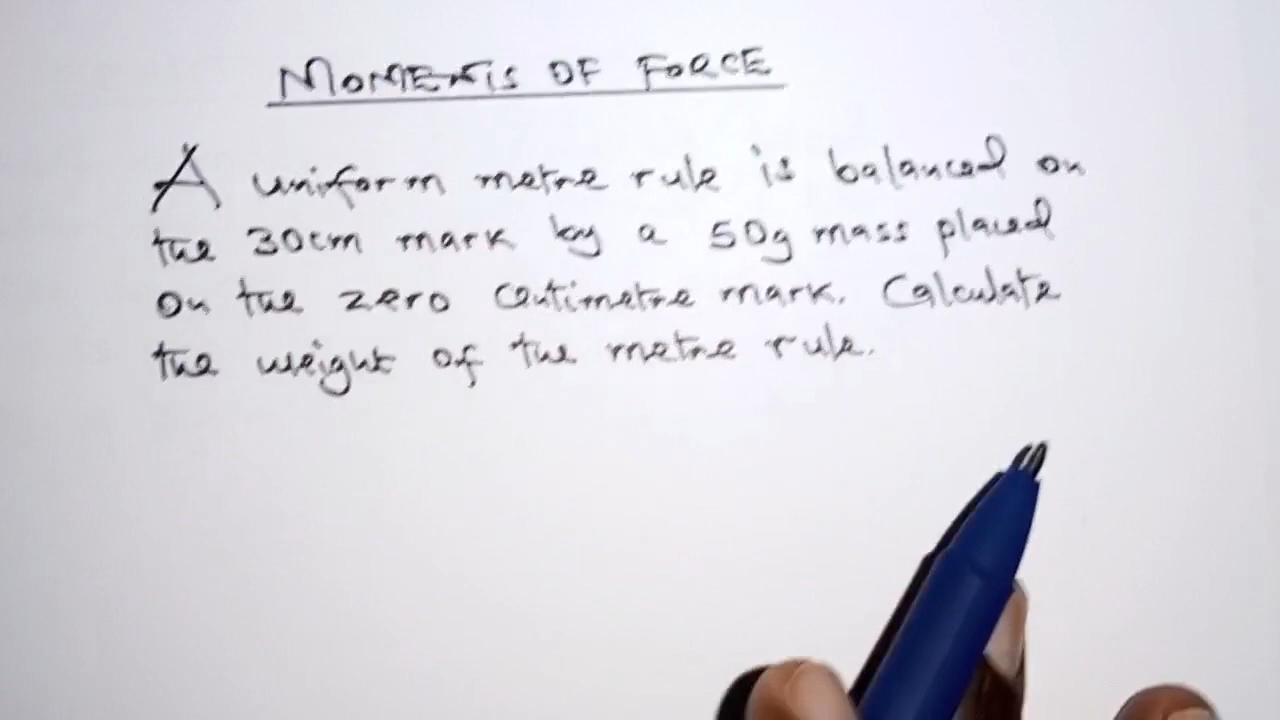 MOMENTS OF FORCE
A uniform metre rule is balanced on
the 30cm mark by a 50g mass placed
on the zero centimetre mark. Calculate
the weight of the metre rule.